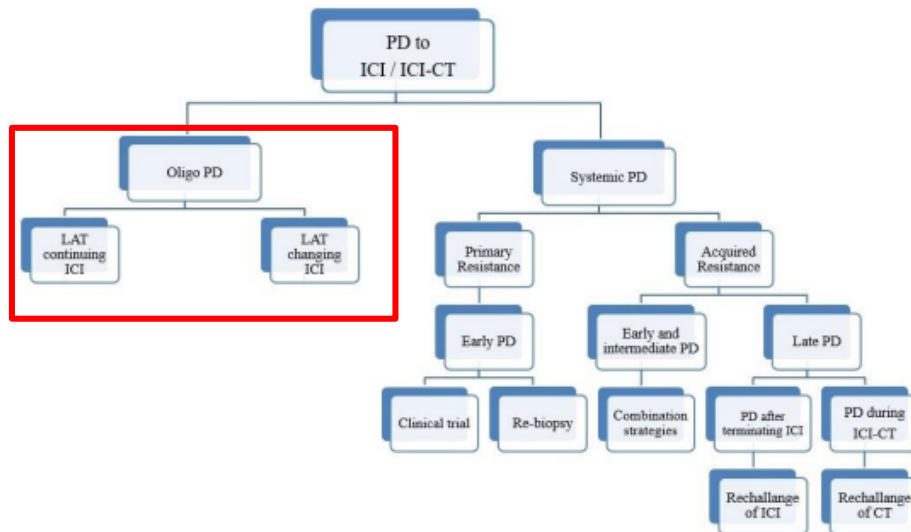 PD to
ICI / ICI-CT
Oligo PD
Systemic PD
LAT
continuing
ICI
LAT
changing
ICI
Primary
Resistance
Acquired
Resistance
Early PD
Early and
intermediate PD
Late PD
Clinical trial
Re-biopsy
Combination
strategies
PD after
terminating ICI
PD during
ICI-CT
Rechallange
of ICI
Rechallange
of CT